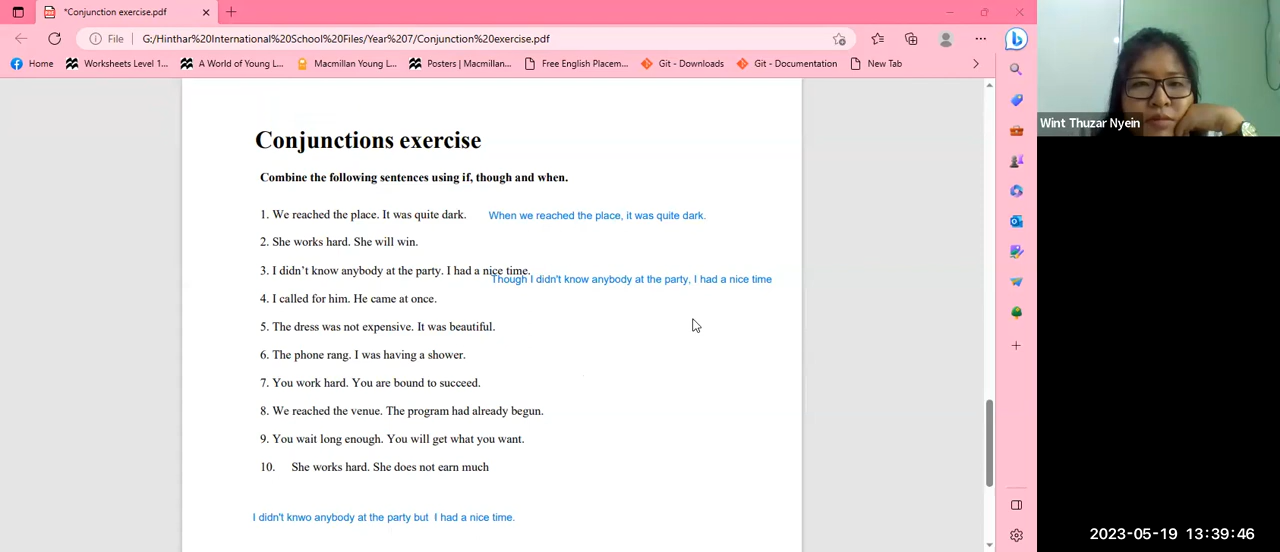 *Conjunction exercise.pdf
File G:/Hinthar%20International%20School%20Files/Year%207/Conjunction%20exercise.pdf
Home Worksheets Level 1... A World of Young L... Macmillan Young L... Posters | Macmillan... Free English Placem... Git - Downloads Git - Documentation New Tab
Wint Thuzar Nyein
Conjunctions exercise
Combine the following sentences using if, though and when.
1. We reached the place. It was quite dark. When we reached the place, it was quite dark.
2. She works hard. She will win.
3. I didn’t know anybody at the party. I had a nice time.
Though I didn't know anybody at the party, I had a nice time
4. I called for him. He came at once.
5. The dress was not expensive. It was beautiful.
6. The phone rang. I was having a shower.
7. You work hard. You are bound to succeed.
8. We reached the venue. The program had already begun.
9. You wait long enough. You will get what you want.
10. She works hard. She does not earn much
I didn't knwo anybody at the party but I had a nice time.
2023-05-19 13:39:46